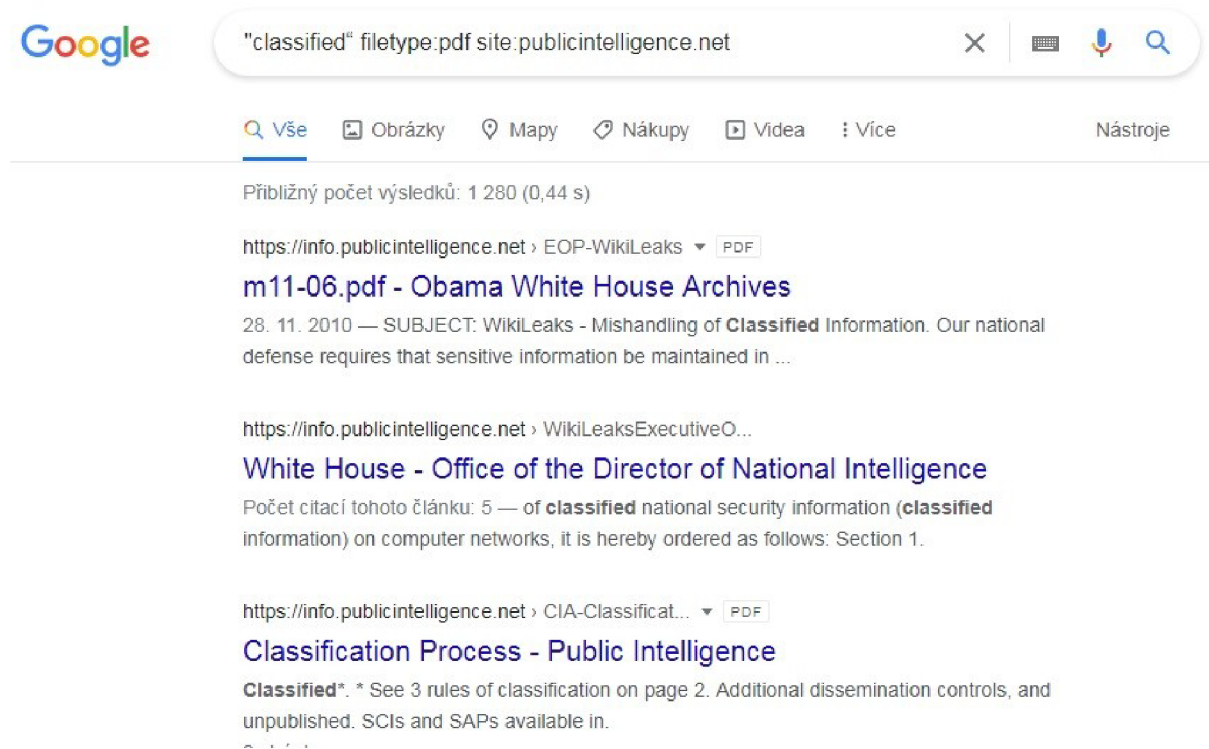 Google
"classified“ filetype:pdf site:publicintelligence.net
Vše Obrázky Mapy Nákupy Videa Více Nástroje
Přibližný počet výsledků: 1 280 (0,44 s)
https://info.publicintelligence.net › EOP-WikiLeaks PDF
m11-06.pdf - Obama White House Archives
28. 11. 2010 — SUBJECT: WikiLeaks - Mishandling of Classified Information. Our national
defense requires that sensitive information be maintained in ...
https://info.publicintelligence.net › WikiLeaksExecutiveO...
White House - Office of the Director of National Intelligence
Počet citací tohoto článku: 5 — of classified national security information (classified
information) on computer networks, it is hereby ordered as follows: Section 1.
https://info.publicintelligence.net › CIA-Classificat... PDF
Classification Process - Public Intelligence
Classified*. * See 3 rules of classification on page 2. Additional dissemination controls, and
unpublished. SCIs and SAPs available in.